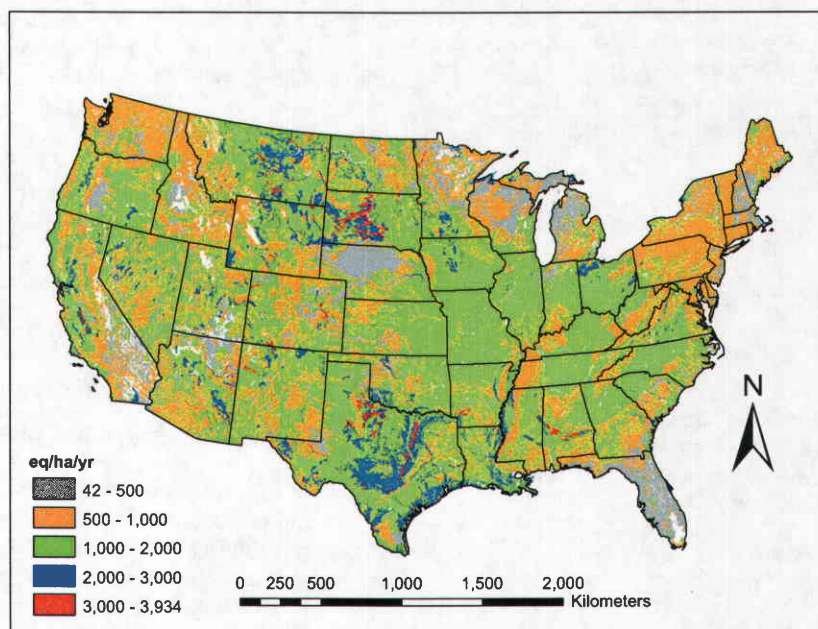 N
eq/ha/yr
42 - 500
500 - 1,000
1,000 - 2,000
2,000 - 3,000
3,000 - 3,934
0 250 500 1,000 1,500 2,000
Kilometers